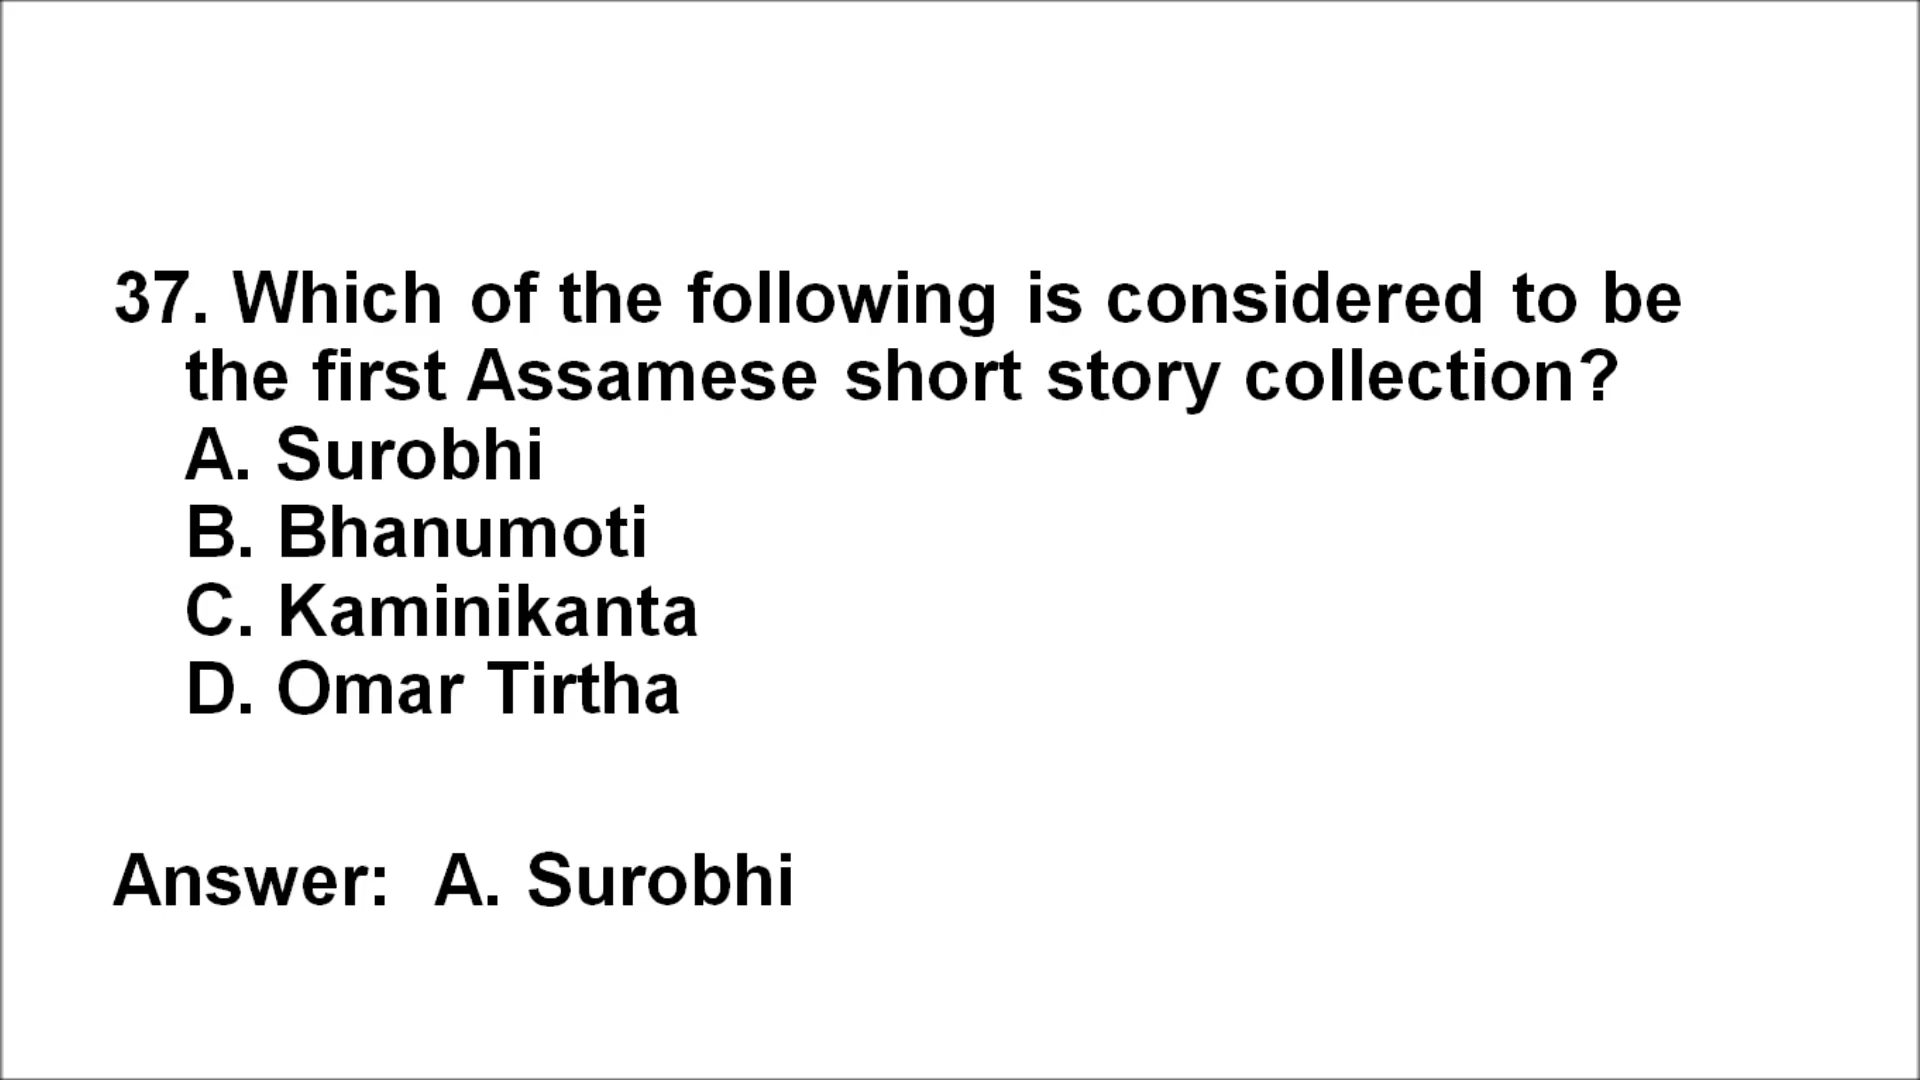 37. Which of the following is considered to be
the first Assamese short story collection?
A. Surobhi
B. Bhanumoti
C. Kaminikanta
D. Omar Tirtha
Answer: A. Surobhi